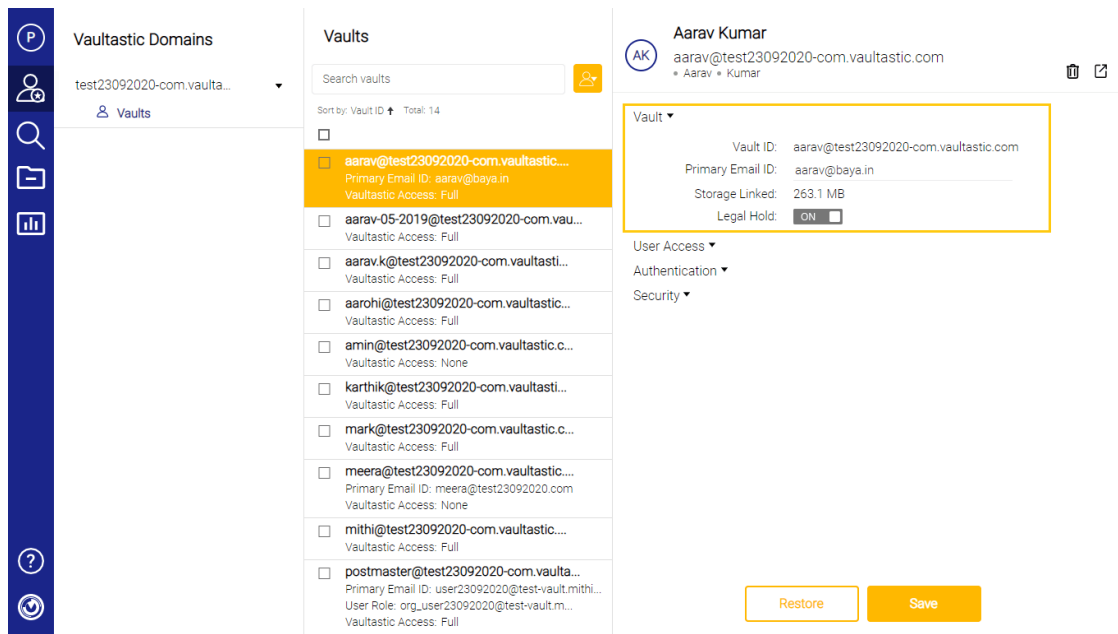 P
Vaultastic Domains
test23092020-com.vaulta...
Vaults
Vaults
Search vaults
Sort by: Vault ID Total: 14
aarav@test23092020-com.vaultastic....
Primary Email ID: aarav@baya.in
Vaultastic Access: Full
aarav-05-2019@test23092020-com.vau...
Vaultastic Access: Full
aarav.k@test23092020-com.vaultasti...
Vaultastic Access: Full
aarohi@test23092020-com.vaultastic...
Vaultastic Access: Full
amin@test23092020-com.vaultastic.c...
Vaultastic Access: None
karthik@test23092020-com.vaultasti...
Vaultastic Access: Full
mark@test23092020-com.vaultastic.c...
Vaultastic Access: Full
meera@test23092020-com.vaultastic....
Primary Email ID: meera@test23092020.com
Vaultastic Access: None
mithi@test23092020-com.vaultastic....
Vaultastic Access: Full
postmaster@test23092020-com.vaulta...
Primary Email ID: user23092020@test-vault.mithi...
User Role: org_user23092020@test-vault.m...
Vaultastic Access: Full
AK
Aarav Kumar
aarav@test23092020-com.vaultastic.com
• Aarav • Kumar
Vault
Vault ID: aarav@test23092020-com.vaultastic.com
Primary Email ID: aarav@baya.in
Storage Linked: 263.1 MB
Legal Hold: ON
User Access
Authentication
Security
Restore Save
?